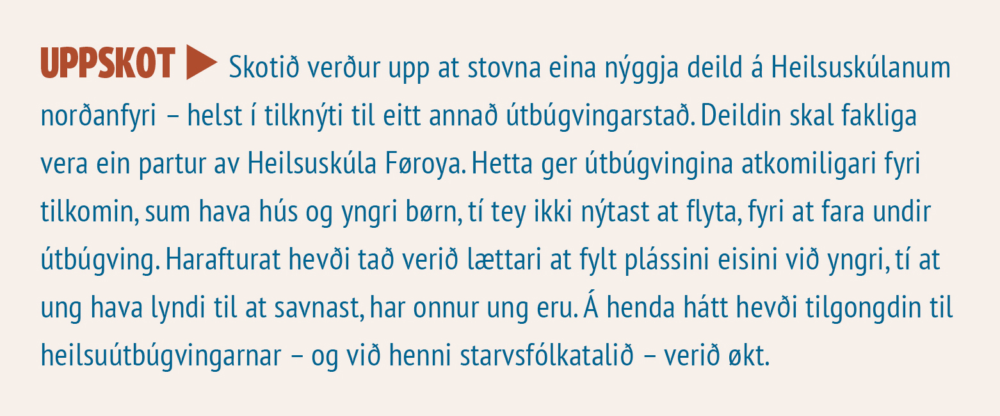 UPPSKOT ▶ Skotið verður upp at stovna eina nýggja deild á Heilsuskúlanum
norðanfyri – helst í tilknýti til eitt annað útbúgvingarstað. Deildin skal fakliga
vera ein partur av Heilsuskúla Føroya. Hetta ger útbúgvingina atkomiligari fyri
tilkomin, sum hava hús og yngri børn, tí tey ikki nýtast at flyta, fyri at fara undir
útbúgving. Harafturat hevði tað verið lættari at fylt plássini eisini við yngri, tí at
ung hava lyndi til at savnast, har onnur ung eru. Á henda hátt hevði tilgongdin til
heilsuútbúgvingarnar – og við henni starvsfólkatalið – verið økt.